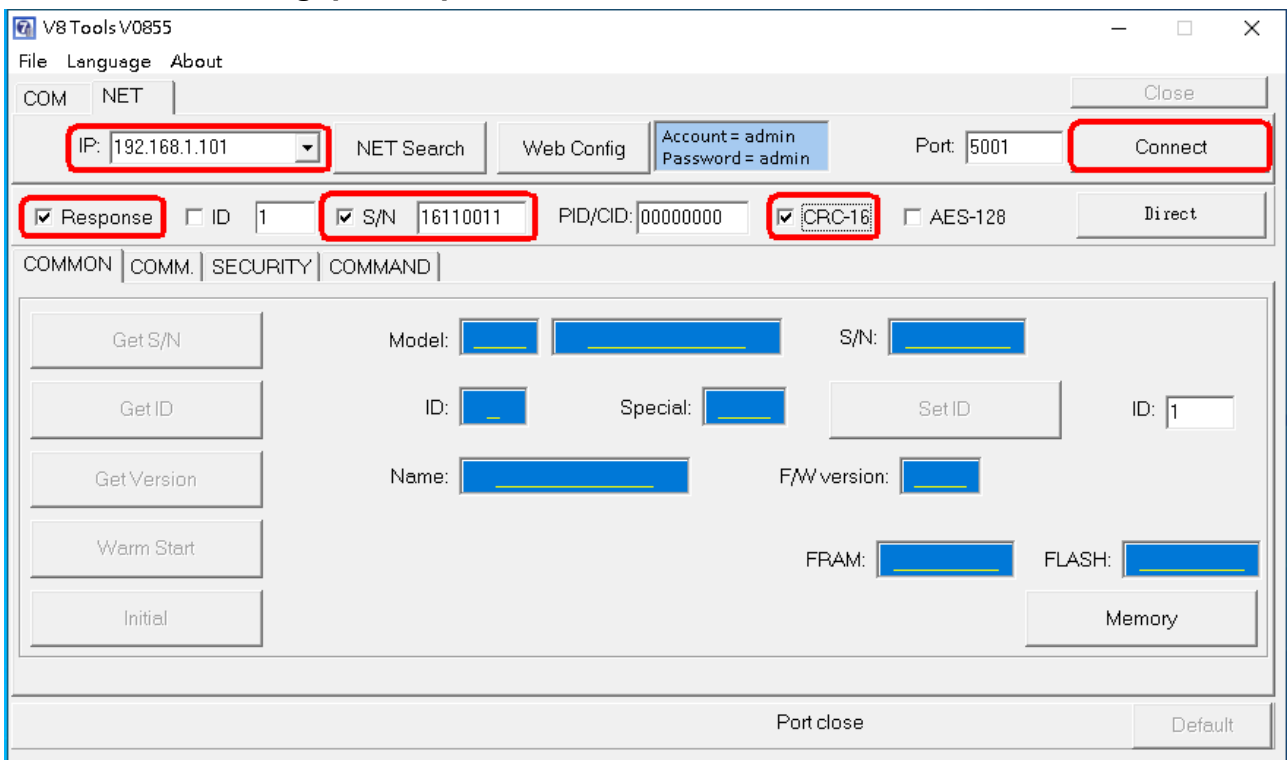 V8 Tools V0855
File Language About
COM NET Close
IP: 192.168.1.101 NET Search Web Config Account = admin Password = admin Port: 5001 Connect
Response ID 1 S/N 16110011 PID/CID: 00000000 CRC-16 AES-128 Direct
COMMON COMM. SECURITY COMMAND
Get S/N Model: S/N:
Get ID ID: Special: Set ID ID: 1
Get Version Name: F/W version:
Warm Start FRAM: FLASH:
Initial Memory
Port close Default